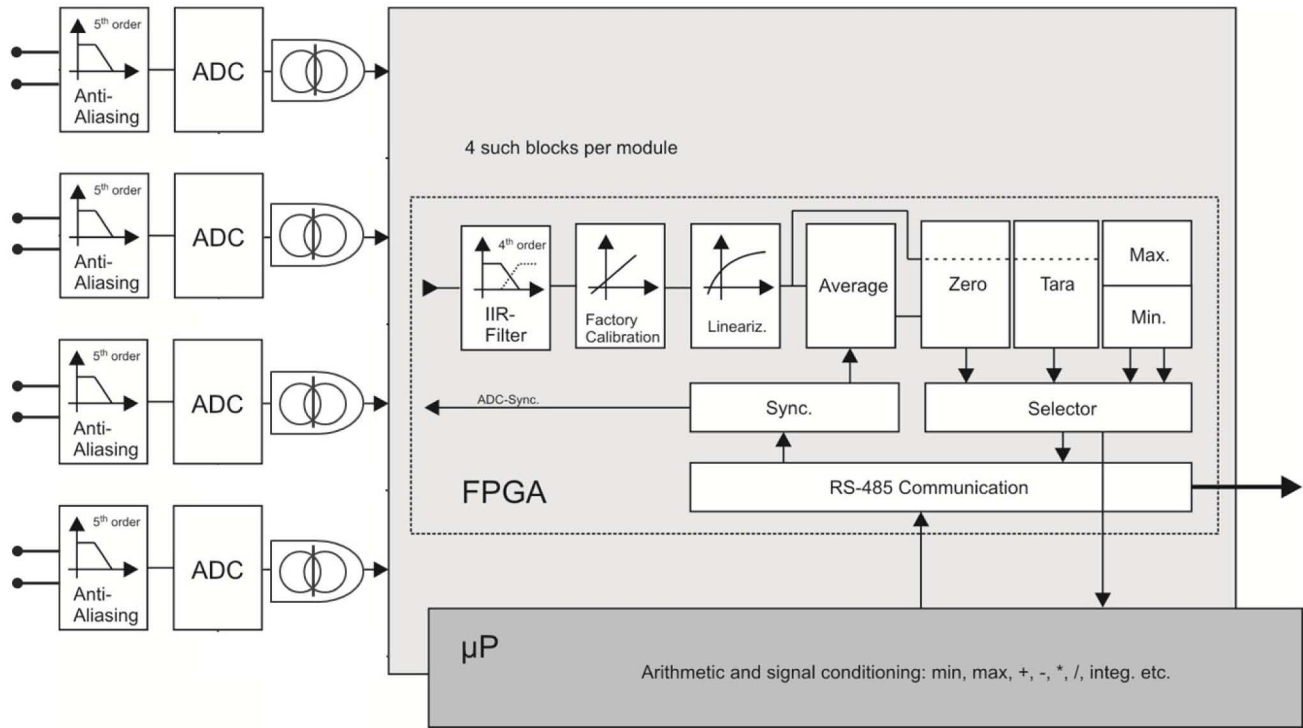 5th order
Anti-
Aliasing
ADC
5th order
Anti-
Aliasing
ADC
5th order
Anti-
Aliasing
ADC
5th order
Anti-
Aliasing
ADC
4 such blocks per module
4th order
IIR-
Filter
Factory
Calibration
Lineariz.
Average
Zero
Tara
Max.
Min.
ADC-Sync.
Sync.
Selector
FPGA
RS-485 Communication
µP
Arithmetic and signal conditioning: min, max, +, -, *, /, integ. etc.